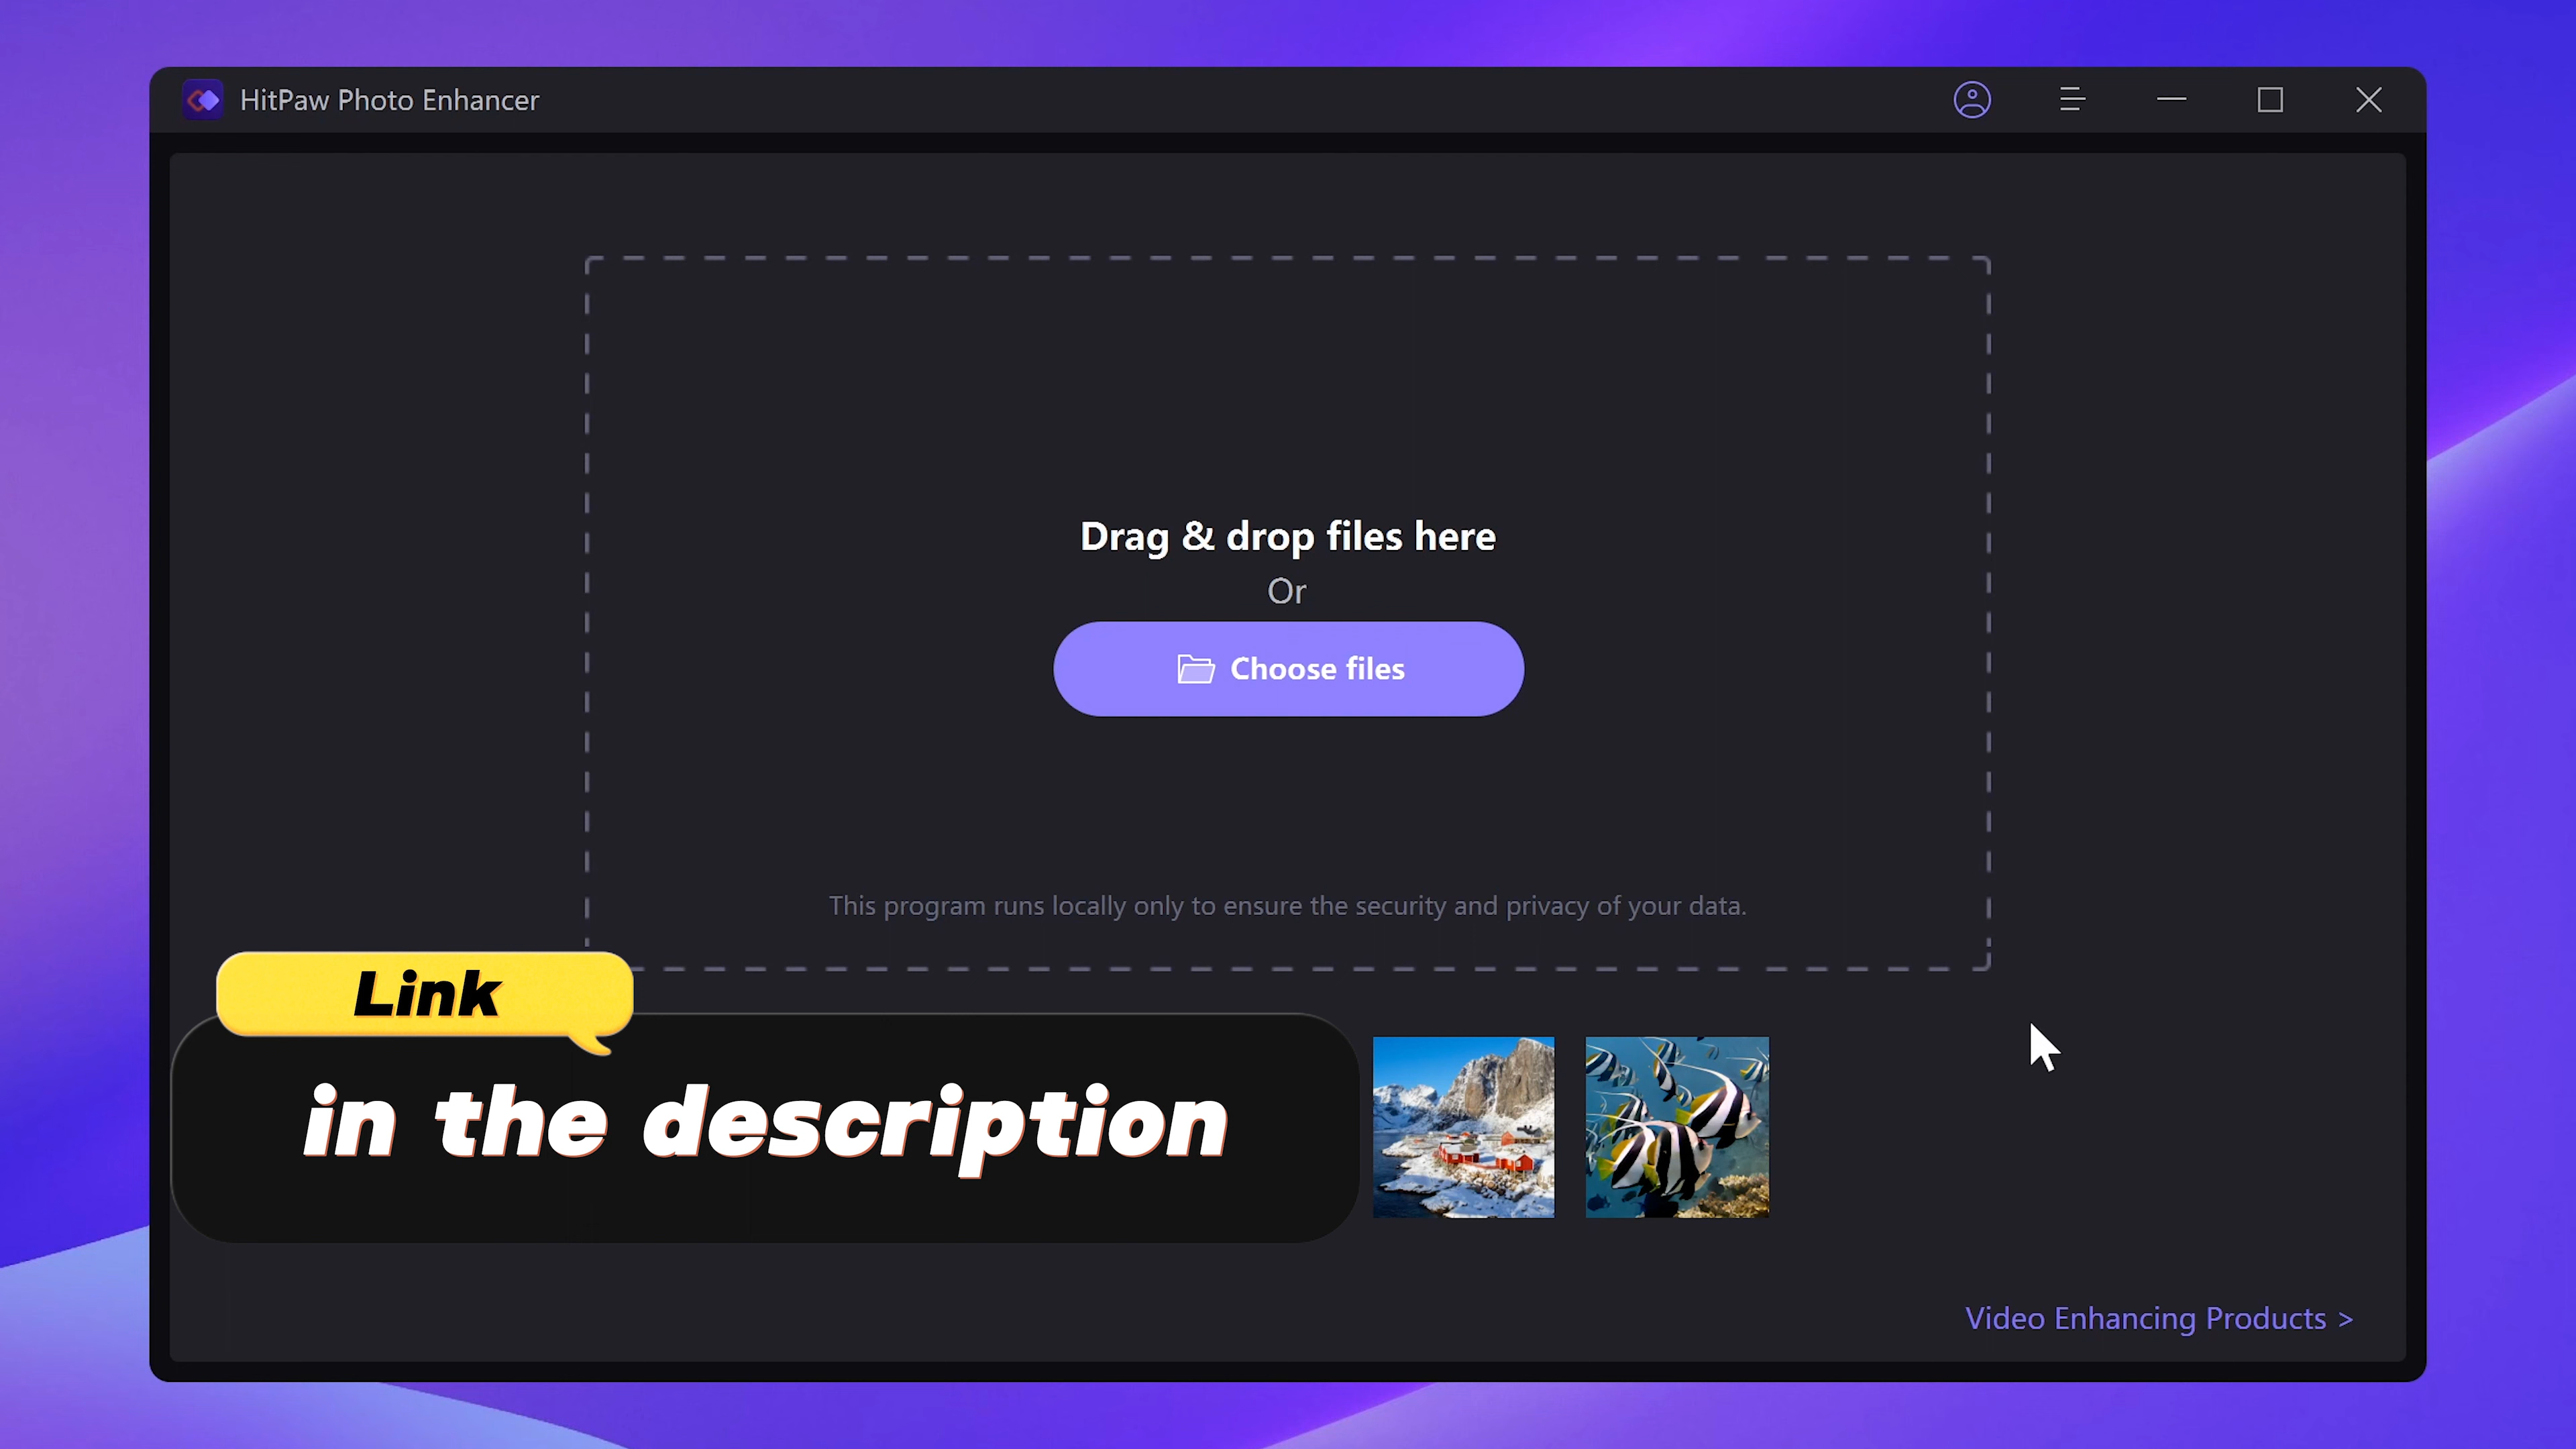 HitPaw Photo Enhancer
Drag & drop files here
Or
Choose files
This program runs locally only to ensure the security and privacy of your data.
Link
in the description
Video Enhancing Products >